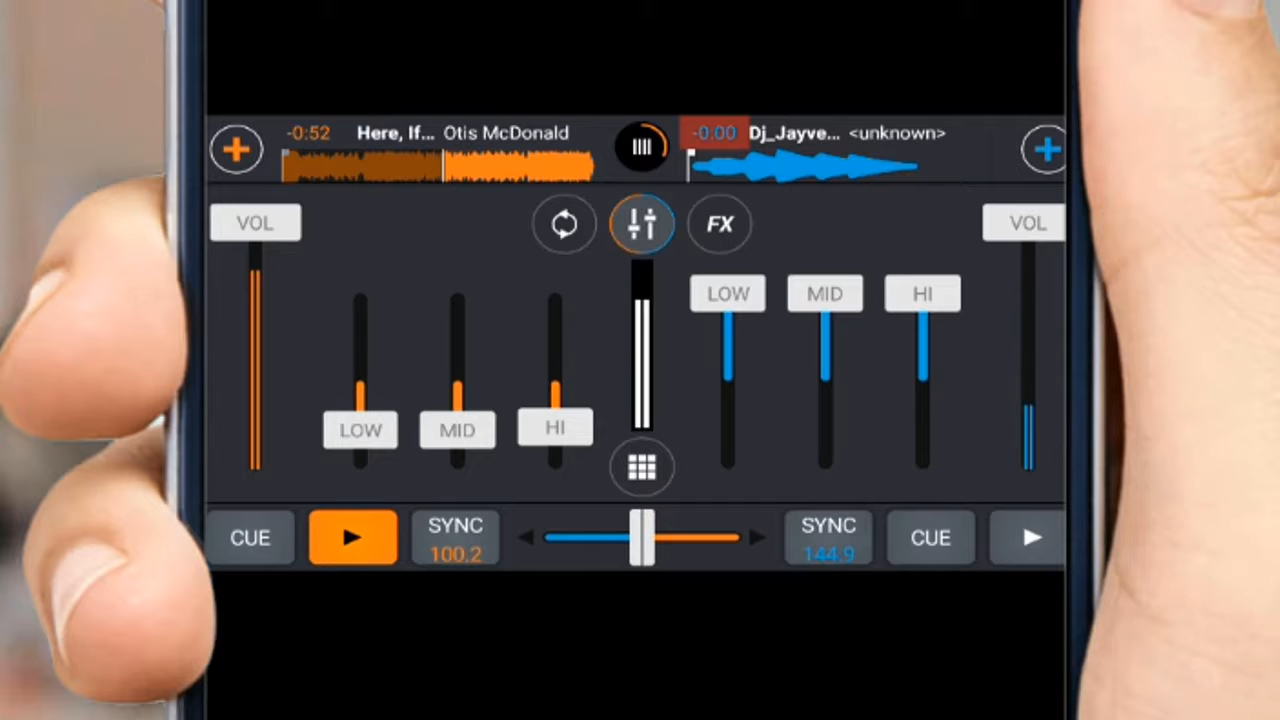 -0:52 Here, If... Otis McDonald
-0:00 Dj_Jayve... <unknown>
VOL
FX
VOL
LOW MID HI
LOW MID HI
CUE
SYNC
100.2
SYNC
144.9
CUE